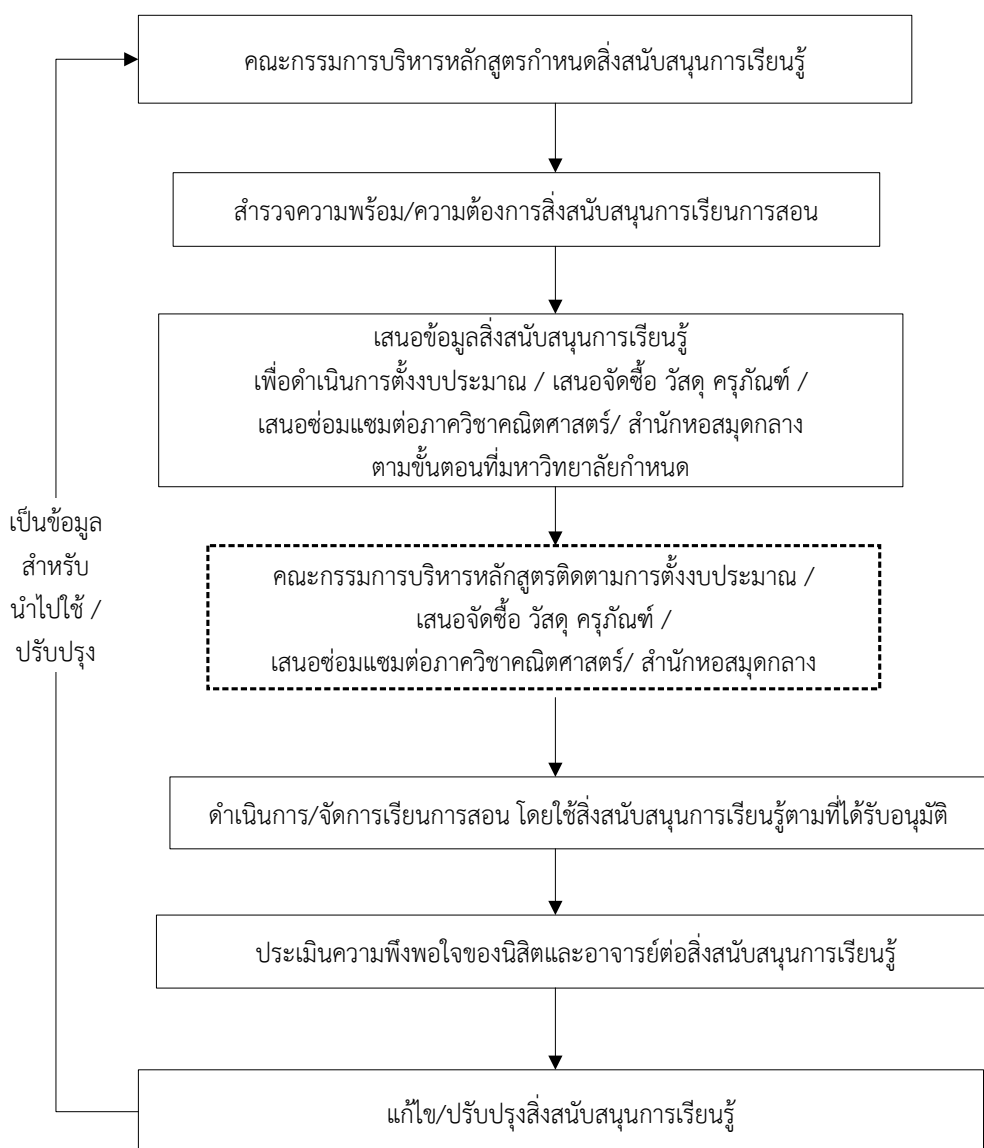 คณะกรรมการบริหารหลักสูตรกำหนดสิ่งสนับสนุนการเรียนรู้
สำรวจความพร้อม/ความต้องการสิ่งสนับสนุนการเรียนการสอน
เสนอข้อมูลสิ่งสนับสนุนการเรียนรู้
เพื่อดำเนินการตั้งงบประมาณ / เสนอจัดซื้อ วัสดุ ครุภัณฑ์ /
เสนอซ่อมแซมต่อภาควิชาคณิตศาสตร์/ สำนักหอสมุดกลาง
ตามขั้นตอนที่มหาวิทยาลัยกำหนด
คณะกรรมการบริหารหลักสูตรติดตามการตั้งงบประมาณ /
เสนอจัดซื้อ วัสดุ ครุภัณฑ์ /
เสนอซ่อมแซมต่อภาควิชาคณิตศาสตร์/ สำนักหอสมุดกลาง
ดำเนินการ/จัดการเรียนการสอน โดยใช้สิ่งสนับสนุนการเรียนรู้ตามที่ได้รับอนุมัติ
ประเมินความพึงพอใจของนิสิตและอาจารย์ต่อสิ่งสนับสนุนการเรียนรู้
แก้ไข/ปรับปรุงสิ่งสนับสนุนการเรียนรู้
เป็นข้อมูล
สำหรับ
นำไปใช้ /
ปรับปรุง